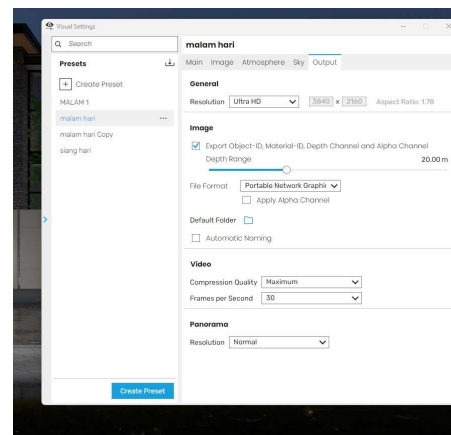 Visual Settings
Search
malam hari
Presets
Main Image Atmosphere Sky Output
Create Preset
General
MALAM 1
Resolution Ultra HD 3840 x 2160 Aspect Ratio: 1.78
malam hari ...
malam hari Copy
Image
siang hari
Export Object-ID, Material-ID, Depth Channel and Alpha Channel
Depth Range 20.00 m
File Format Portable Network Graphi
Apply Alpha Channel
Default Folder
Automatic Naming
Video
Compression Quality Maximum
Frames per Second 30
Panorama
Resolution Normal
Create Preset